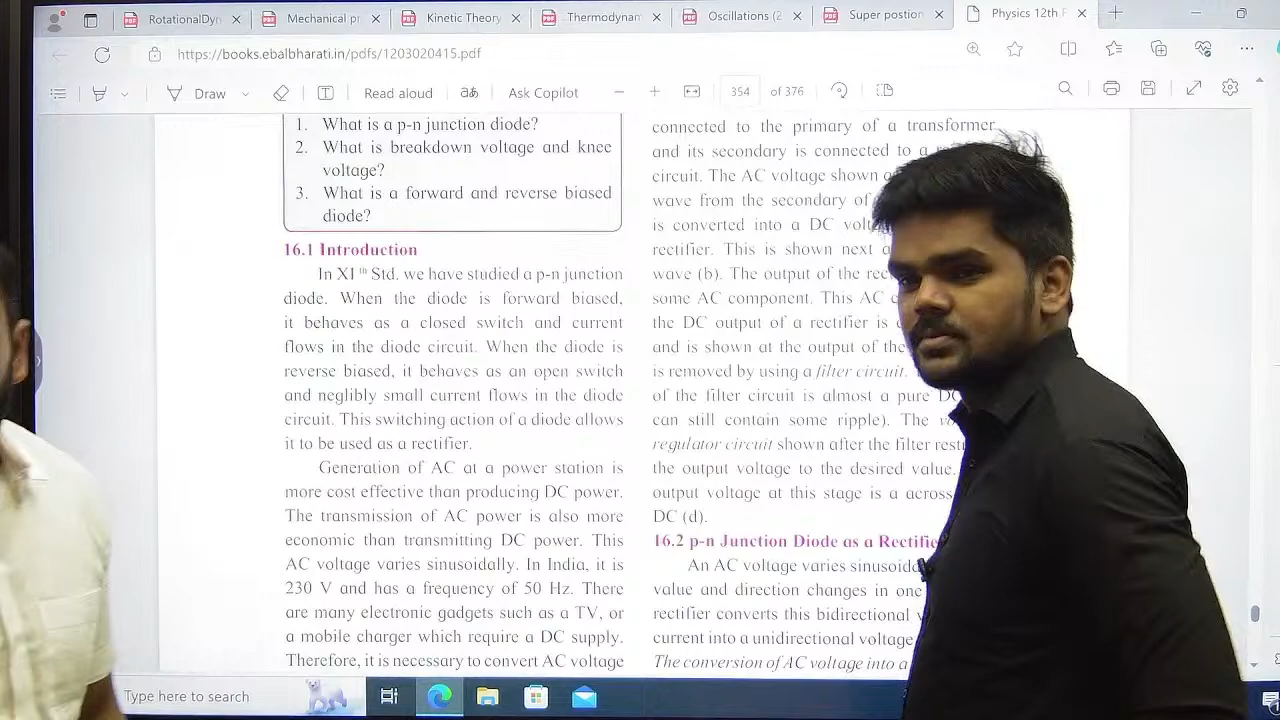 RotationalDyn
Mechanical pr
Kinetic Theory
Thermodynam
Oscillations (2
Super postion
Physics 12th F
https://books.ebalbharati.in/pdfs/1203020415.pdf
Draw
Read aloud
Ask Copilot
354 of 376
1. What is a p-n junction diode?
2. What is breakdown voltage and knee
voltage?
3. What is a forward and reverse biased
diode?
16.1 Introduction
In XIth Std. we have studied a p-n junction
diode. When the diode is forward biased,
it behaves as a closed switch and current
flows in the diode circuit. When the diode is
reverse biased, it behaves as an open switch
and neglibly small current flows in the diode
circuit. This switching action of a diode allows
it to be used as a rectifier.
Generation of AC at a power station is
more cost effective than producing DC power.
The transmission of AC power is also more
economic than transmitting DC power. This
AC voltage varies sinusoidally. In India, it is
230 V and has a frequency of 50 Hz. There
are many electronic gadgets such as a TV, or
a mobile charger which require a DC supply.
Therefore, it is necessary to convert AC voltage
connected to the primary of a transformer
and its secondary is connected to a
circuit. The AC voltage shown
wave from the secondary of
is converted into a DC
rectifier. This is shown next
wave (b). The output of the
some AC component. This AC
the DC output of a rectifier is
and is shown at the output of the
is removed by using a filter circuit.
of the filter circuit is almost a pure DC
can still contain some ripple). The
regulator circuit shown after the filter
the output voltage to the desired value.
output voltage at this stage is a across
DC (d).
16.2 p-n Junction Diode as a Rectifie
An AC voltage varies
value and direction changes in one
rectifier converts this bidirectional
current into a unidirectional voltage
The conversion of AC voltage into a
Type here to search